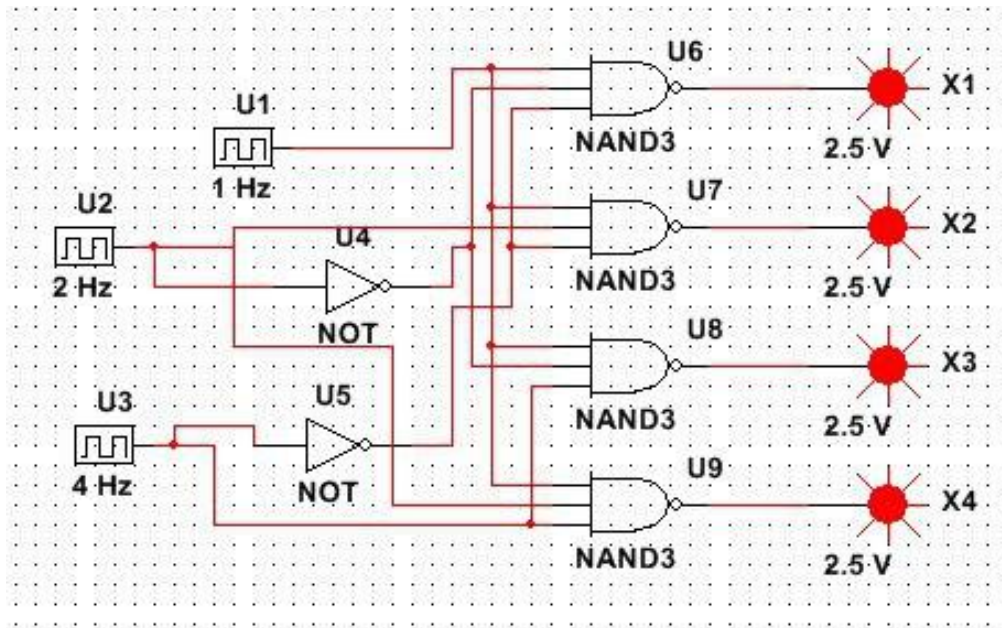 U6
X1
U1
NAND3
2.5 V
1 Hz
U7
U2
X2
U4
2 Hz
NAND3
2.5 V
NOT
U8
X3
U3
U5
NAND3
2.5 V
U9
4 Hz
NOT
X4
NAND3
2.5 V